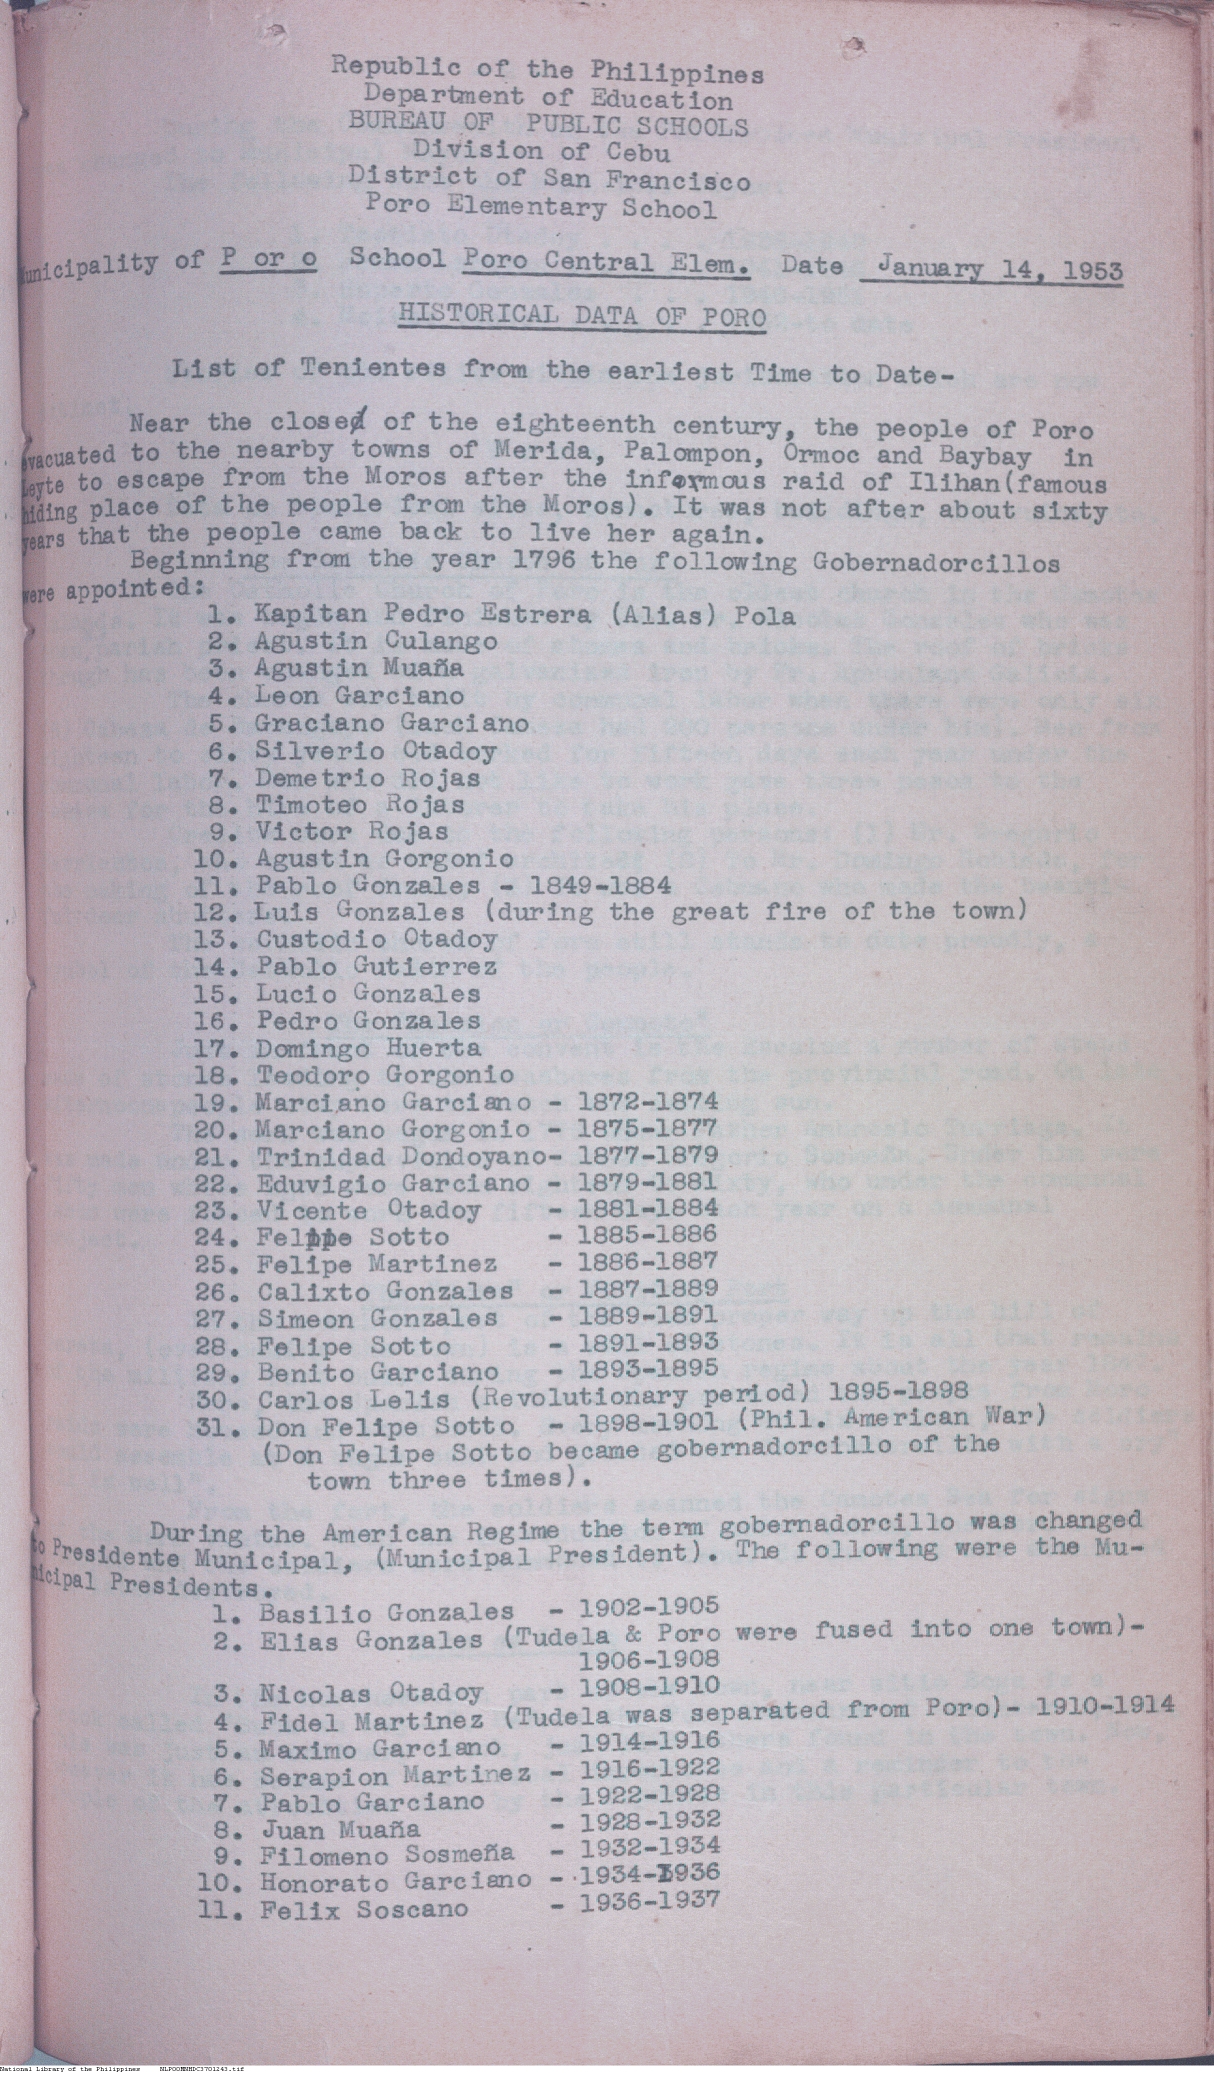 Republic of the Philippines
Department of Education
BUREAU OF PUBLIC SCHOOLS
Division of Cebu
District of San Francisco
Poro Elementary School
Municipality of P or o School Poro Central Elem. Date January 14, 1953
HISTORICAL DATA OF PORO
List of Tenientes from the earliest Time to Date-
Near the close of the eighteenth century, the people of Poro
evacuated to the nearby towns of Merida, Palompon, Ormoc and Baybay in
Leyte to escape from the Moros after the informous raid of Ilihan(famous
hiding place of the people from the Moros). It was not after about sixty
years that the people came back to live her again.
Beginning from the year 1796 the following Gobernadorcillos
were appointed:
1. Kapitan Pedro Estrera (Alias) Pola
2. Agustin Culango
3. Agustin Muaña
4. Leon Garciano
5. Graciano Garciano
6. Silverio Otadoy
7. Demetrio Rojas
8. Timoteo Rojas
9. Victor Rojas
10. Agustin Gorgonio
11. Pablo Gonzales - 1849-1884
12. Luis Gonzales (during the great fire of the town)
13. Custodio Otadoy
14. Pablo Gutierrez
15. Lucio Gonzales
16. Pedro Gonzales
17. Domingo Huerta
18. Teodoro Gorgonio
19. Marciano Garciano - 1872-1874
20. Marciano Gorgonio - 1875-1877
21. Trinidad Dondoyano- 1877-1879
22. Eduvigio Garciano - 1879-1881
23. Vicente Otadoy - 1881-1884
24. Felipe Sotto - 1885-1886
25. Felipe Martinez - 1886-1887
26. Calixto Gonzales - 1887-1889
27. Simeon Gonzales - 1889-1891
28. Felipe Sotto - 1891-1893
29. Benito Garciano - 1893-1895
30. Carlos Lelis (Revolutionary period) 1895-1898
31. Don Felipe Sotto - 1898-1901 (Phil. American War)
(Don Felipe Sotto became gobernadorcillo of the
town three times).
During the American Regime the term gobernadorcillo was changed
to Presidente Municipal, (Municipal President). The following were the Mu-
nicipal Presidents.
1. Basilio Gonzales - 1902-1905
2. Elias Gonzales (Tudela & Poro were fused into one town)-
1906-1908
3. Nicolas Otadoy - 1908-1910
4. Fidel Martinez (Tudela was separated from Poro)- 1910-1914
5. Maximo Garciano - 1914-1916
6. Serapion Martinez - 1916-1922
7. Pablo Garciano - 1922-1928
8. Juan Muaña - 1928-1932
9. Filomeno Sosmeña - 1932-1934
10. Honorato Garciano - 1934-1936
11. Felix Soscano - 1936-1937
National Library of the Philippines NLPOOMNHDC3701243.tif